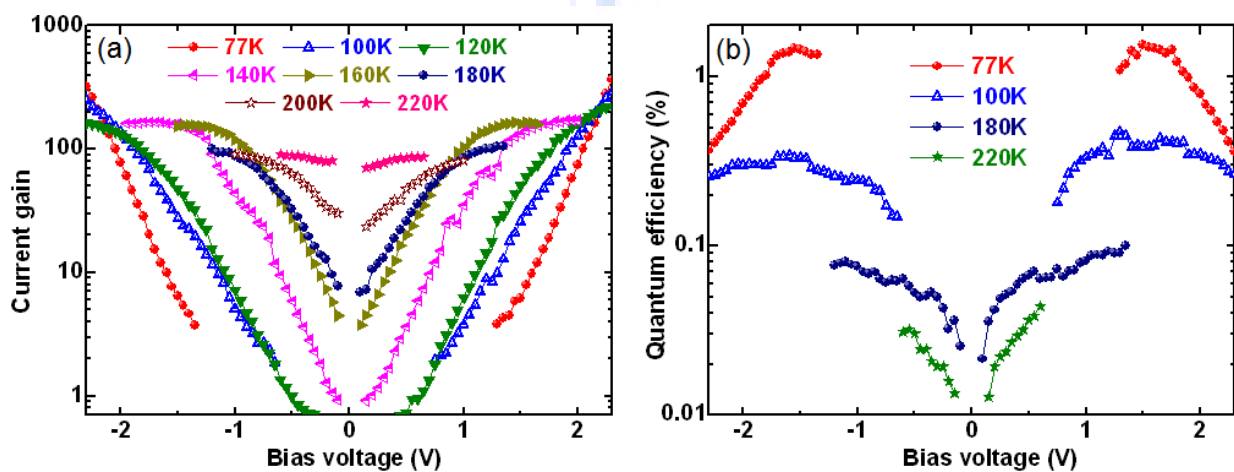 (a)
77K 100K 120K
140K 160K 180K
200K 220K
1000
100
10
1
Current gain
-2 -1 0 1 2
Bias voltage (V)
(b)
77K
100K
180K
220K
1
0.1
0.01
Quantum efficiency (%)
-2 -1 0 1 2
Bias voltage (V)